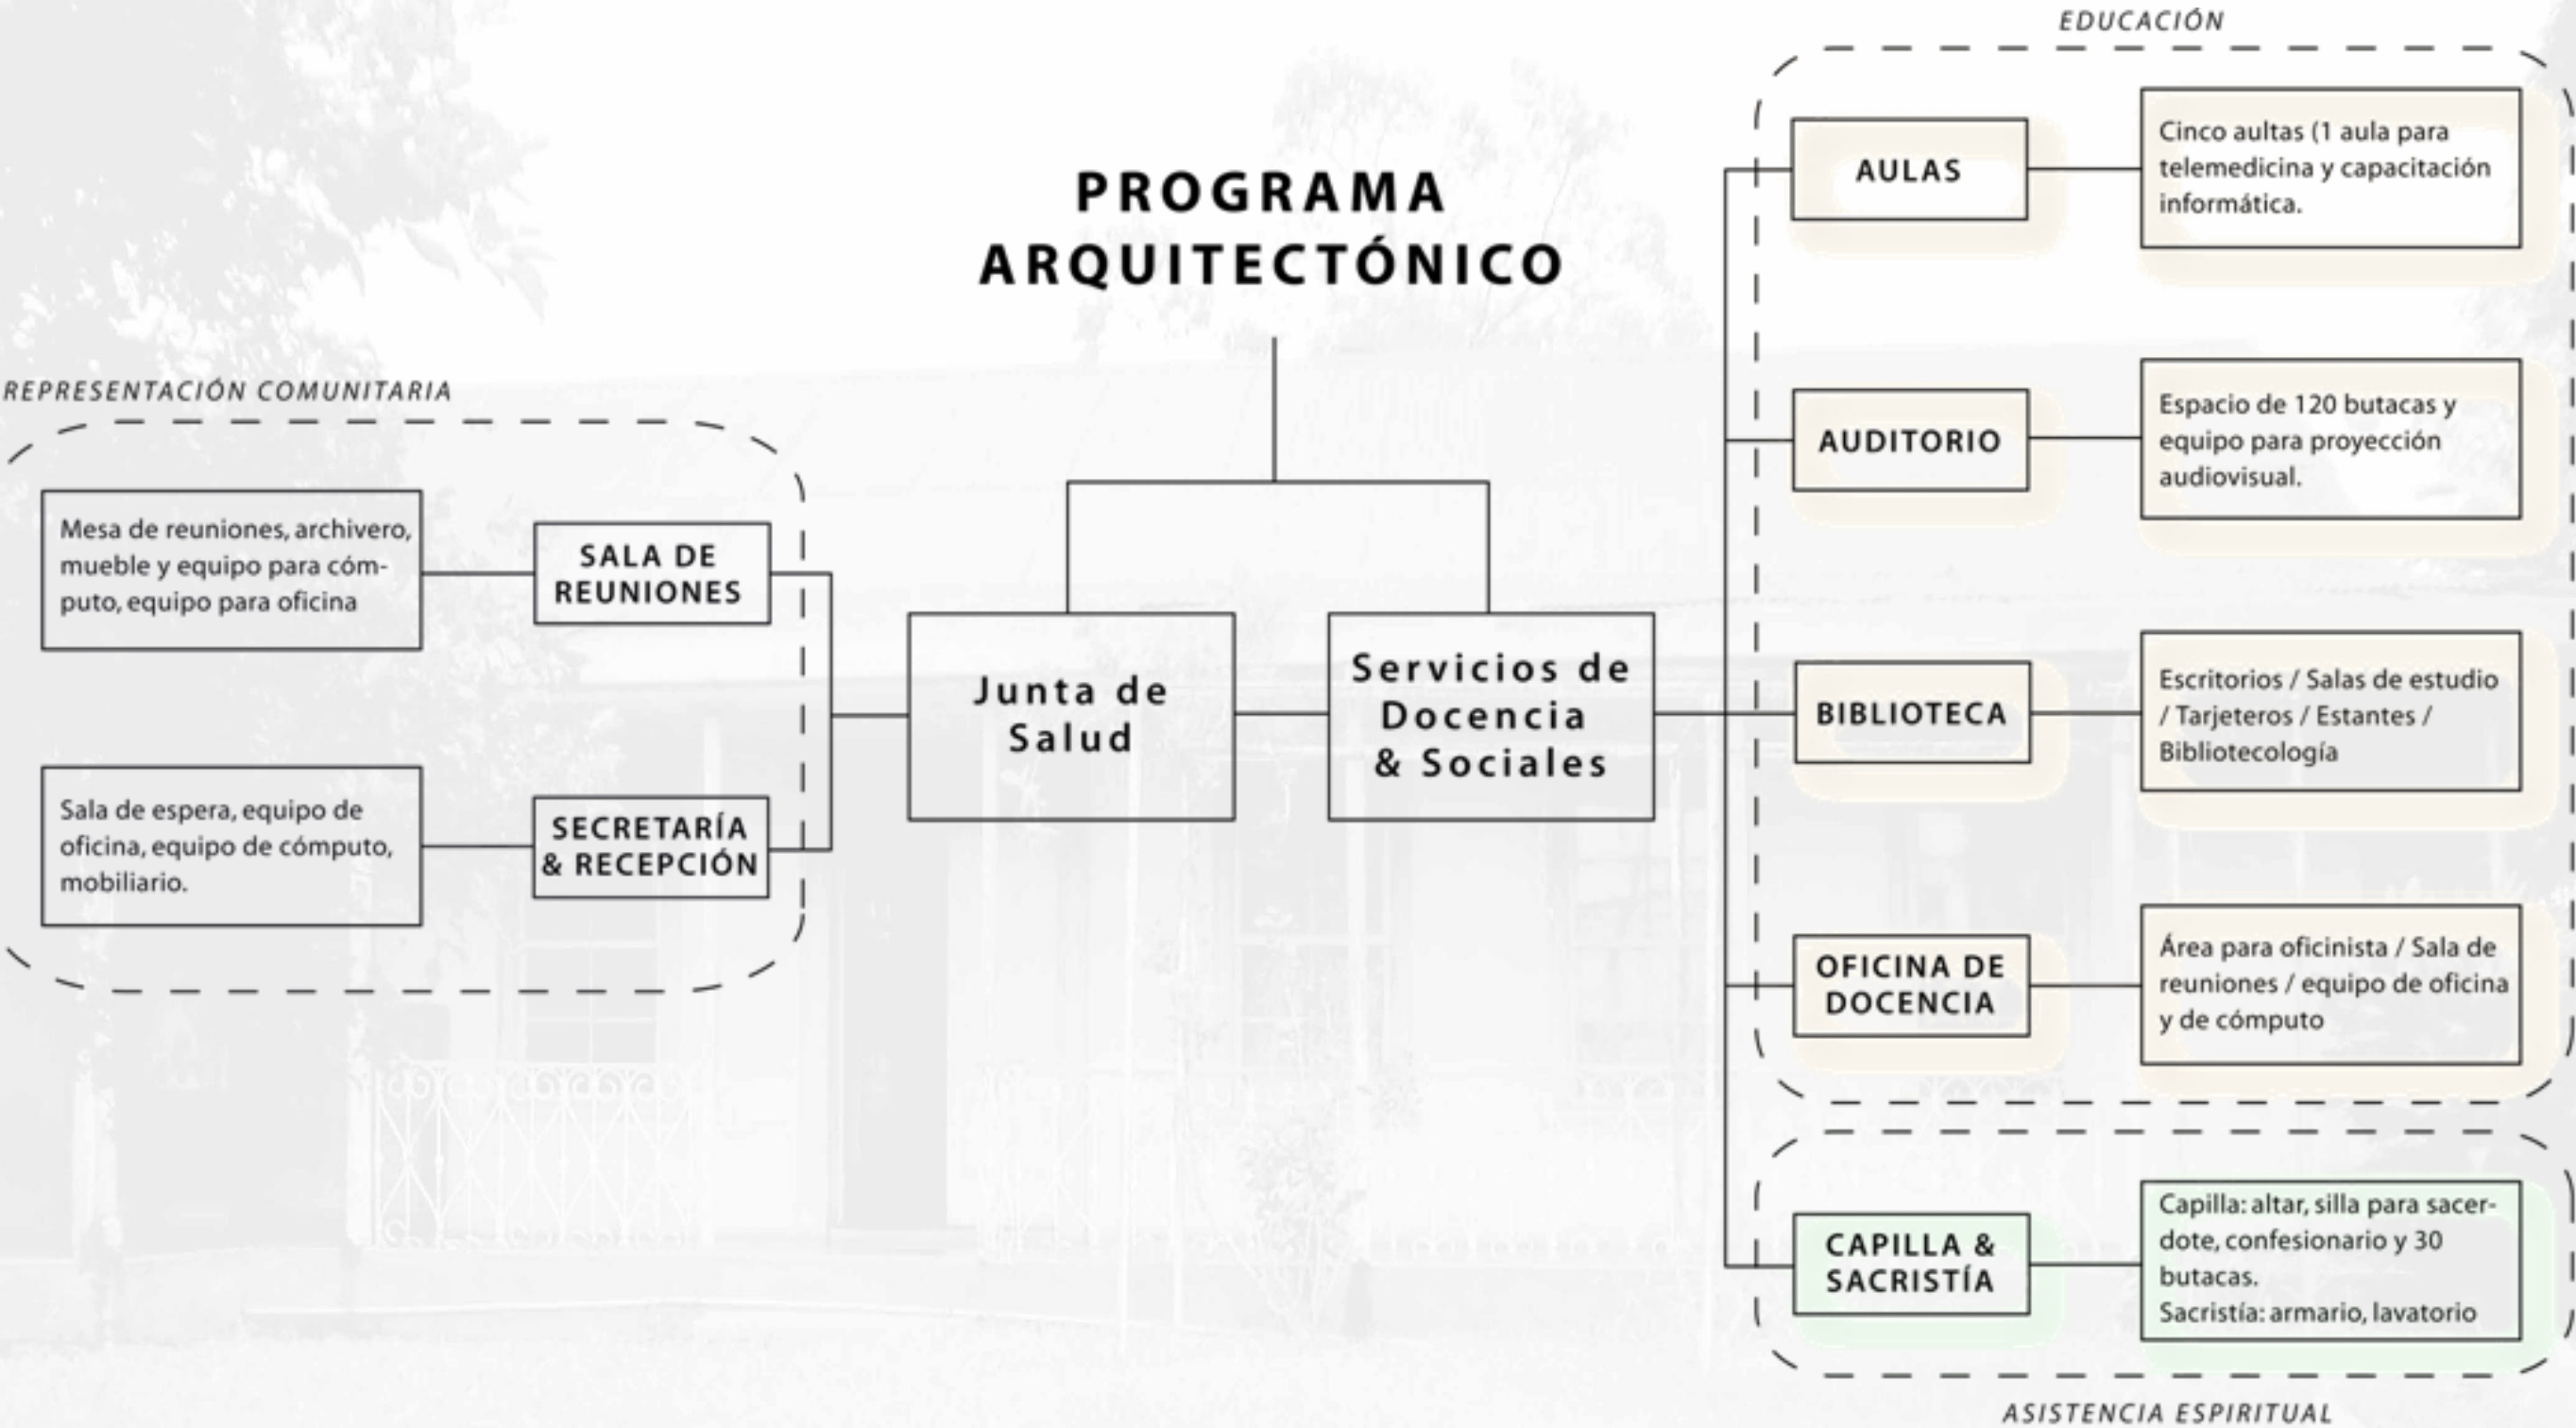 EDUCACIÓN
PROGRAMA
ARQUITECTÓNICO
REPRESENTACIÓN COMUNITARIA
Mesa de reuniones, archivero,
mueble y equipo para cóm-
puto, equipo para oficina
SALA DE
REUNIONES
Sala de espera, equipo de
oficina, equipo de cómputo,
mobiliario.
SECRETARÍA
& RECEPCIÓN
Junta de
Salud
Servicios de
Docencia
& Sociales
AULAS
Cinco aultas (1 aula para
telemedicina y capacitación
informática.
AUDITORIO
Espacio de 120 butacas y
equipo para proyección
audiovisual.
BIBLIOTECA
Escritorios / Salas de estudio
/ Tarjeteros / Estantes /
Bibliotecología
OFICINA DE
DOCENCIA
Área para oficinista / Sala de
reuniones / equipo de oficina
y de cómputo
CAPILLA &
SACRISTÍA
Capilla: altar, silla para sacer-
dote, confesionario y 30
butacas.
Sacristía: armario, lavatorio
ASISTENCIA ESPIRITUAL